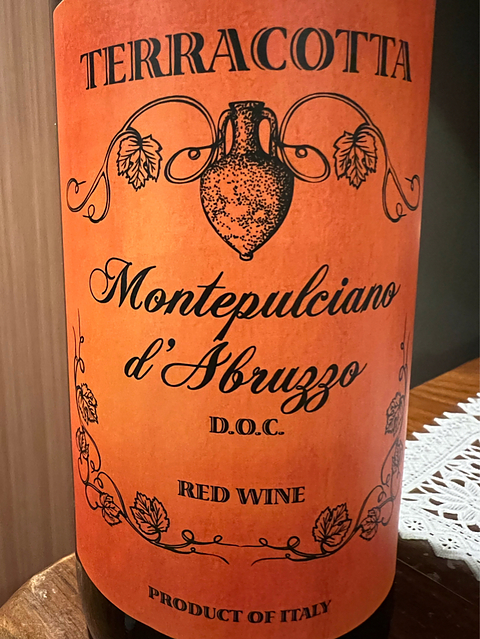 TERRACOTTA
Montepulciano
d'Abruzzo
D.O.C.
RED WINE
PRODUCT OF ITALY